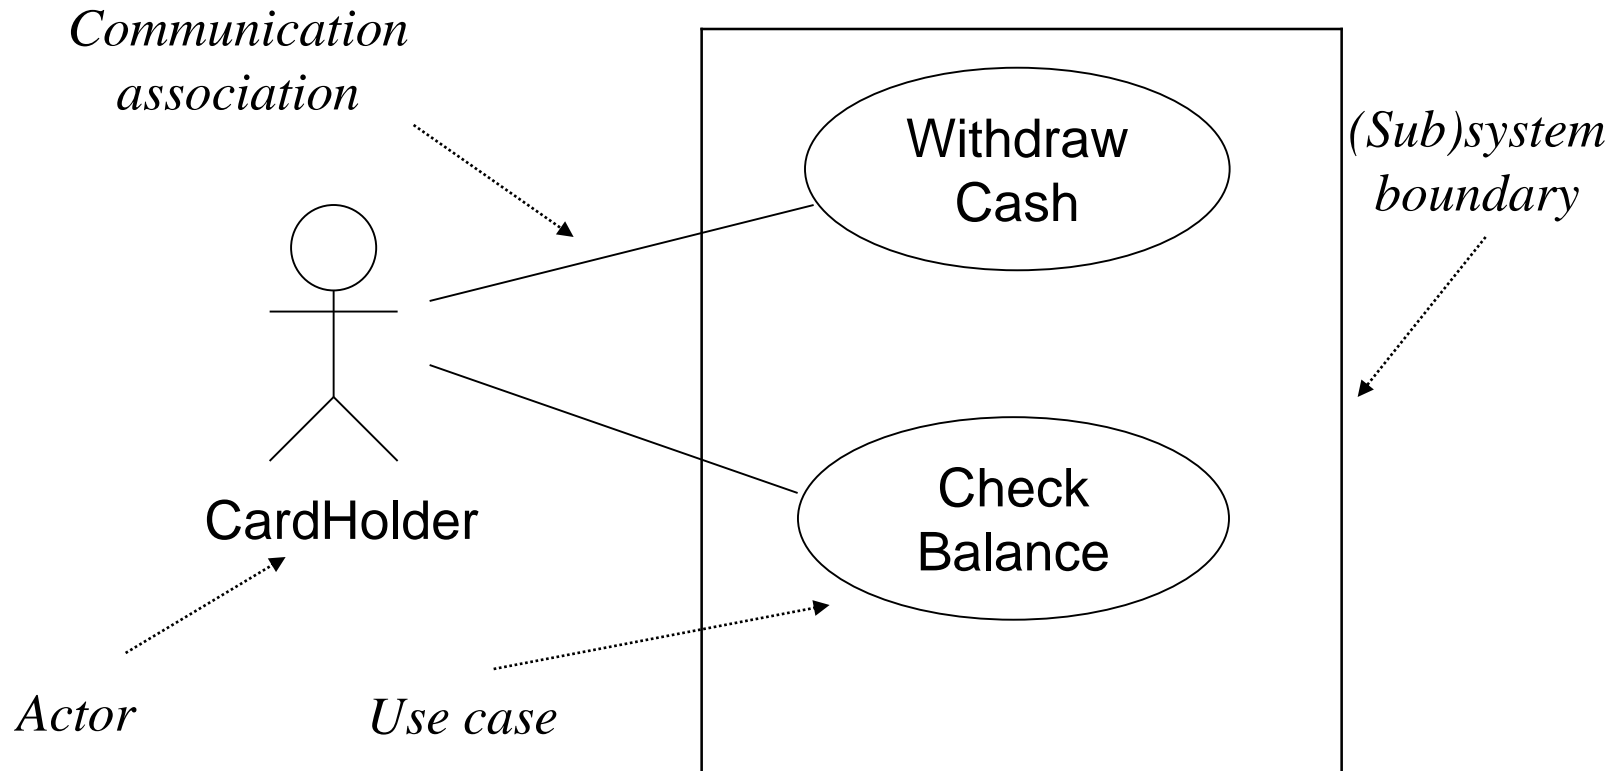 Communication
association
Withdraw
Cash
(Sub)system
boundary
Check
Balance
CardHolder
Actor
Use case